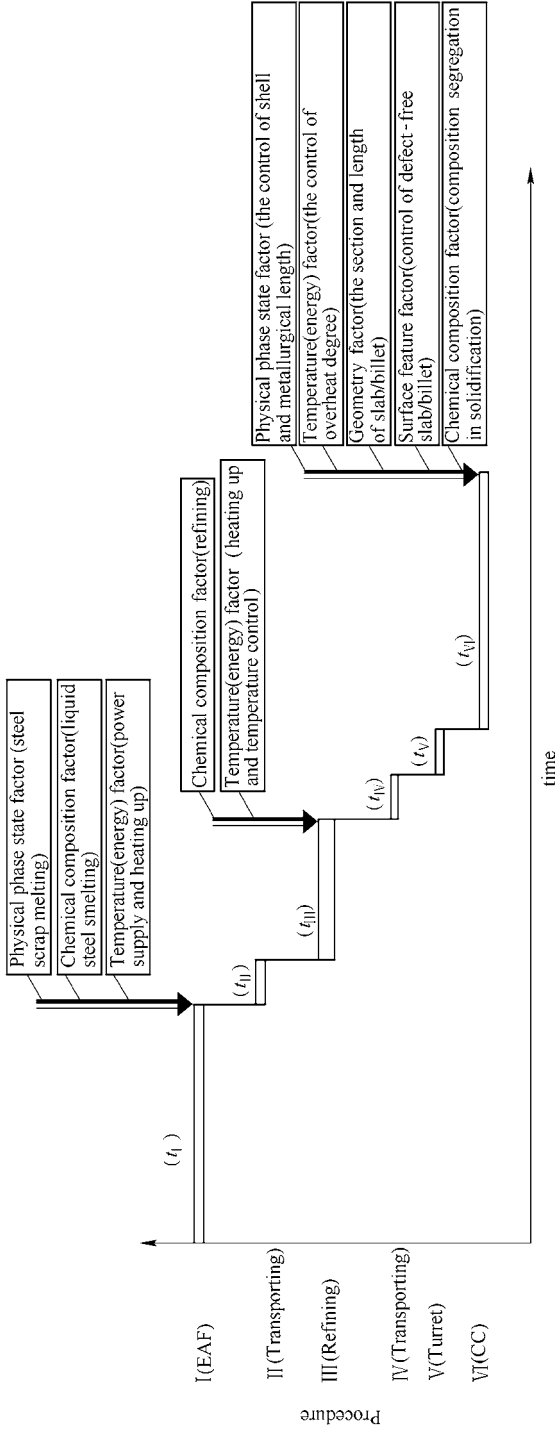 Physical phase state factor (steel
scrap melting)
Chemical composition factor(liquid
steel smelting)
Temperature(energy) factor(power
supply and heating up)
Chemical composition factor(refining)
Temperature(energy) factor (heating up
and temperature control)
Physical phase state factor (the control of shell
and metallurgical length)
Temperature(energy) factor(the control of
overheat degree)
Geometry factor(the section and length
of slab/billet)
Surface feature factor(control of defect-free
slab/billet)
Chemical composition factor(composition segregation
in solidification)
(tⅠ)
(tⅡ)
(tⅢ)
(tⅣ)
(tⅤ)
(tⅥ)
Ⅰ(EAF)
Ⅱ(Transporting)
Ⅲ(Refining)
Ⅳ(Transporting)
Ⅴ(Turret)
Ⅵ(CC)
Procedure
time